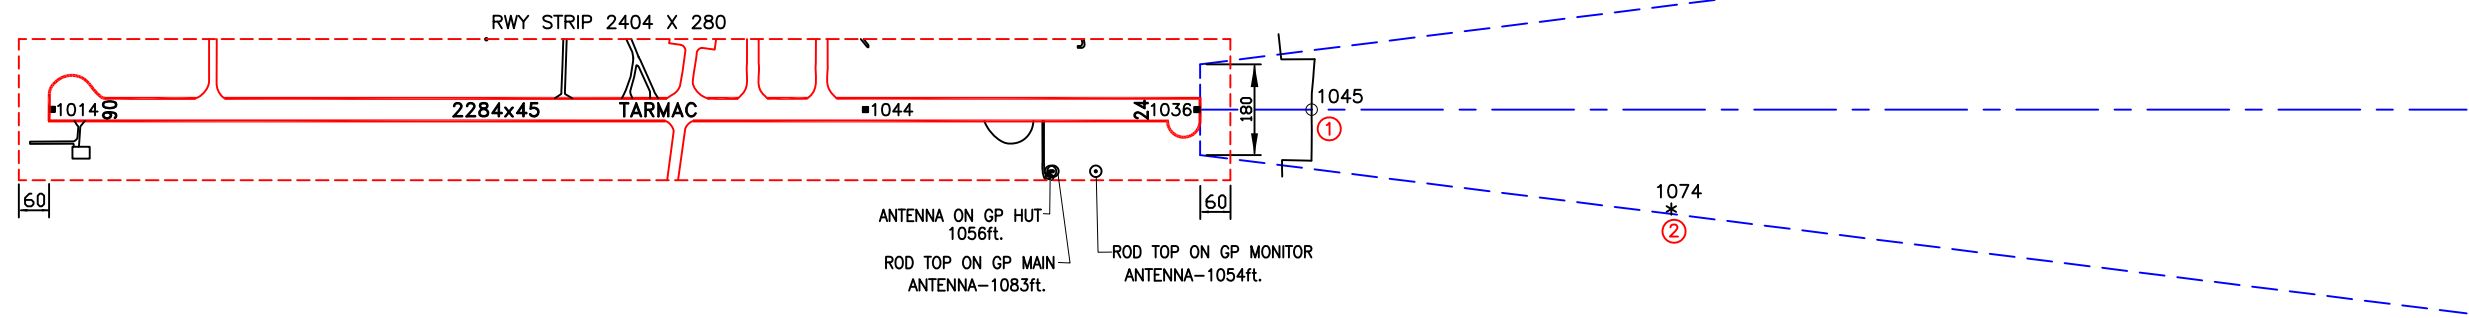 RWY STRIP 2404 X 280
1014
06
2284x45
TARMAC
1044
24
1036
180
1045
1
60
60
1074
2
ANTENNA ON GP HUT
1056ft.
ROD TOP ON GP MAIN
ANTENNA-1083ft.
ROD TOP ON GP MONITOR
ANTENNA-1054ft.